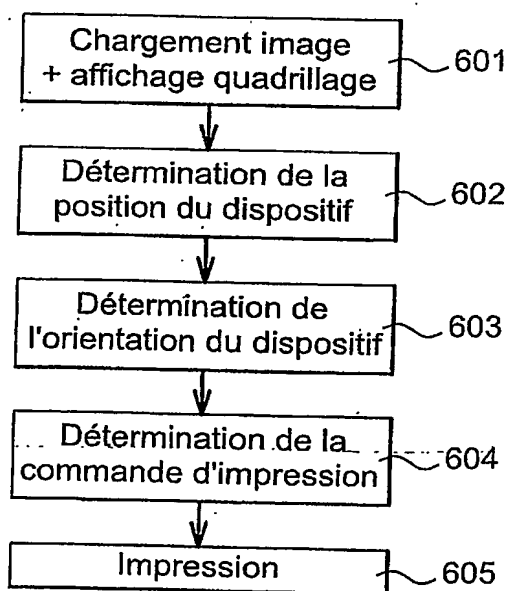 Chargement image
+ affichage quadrillage
601
Détermination de la
position du dispositif
602
Détermination de
l'orientation du dispositif
603
Détermination de la
commande d'impression
604
Impression
605